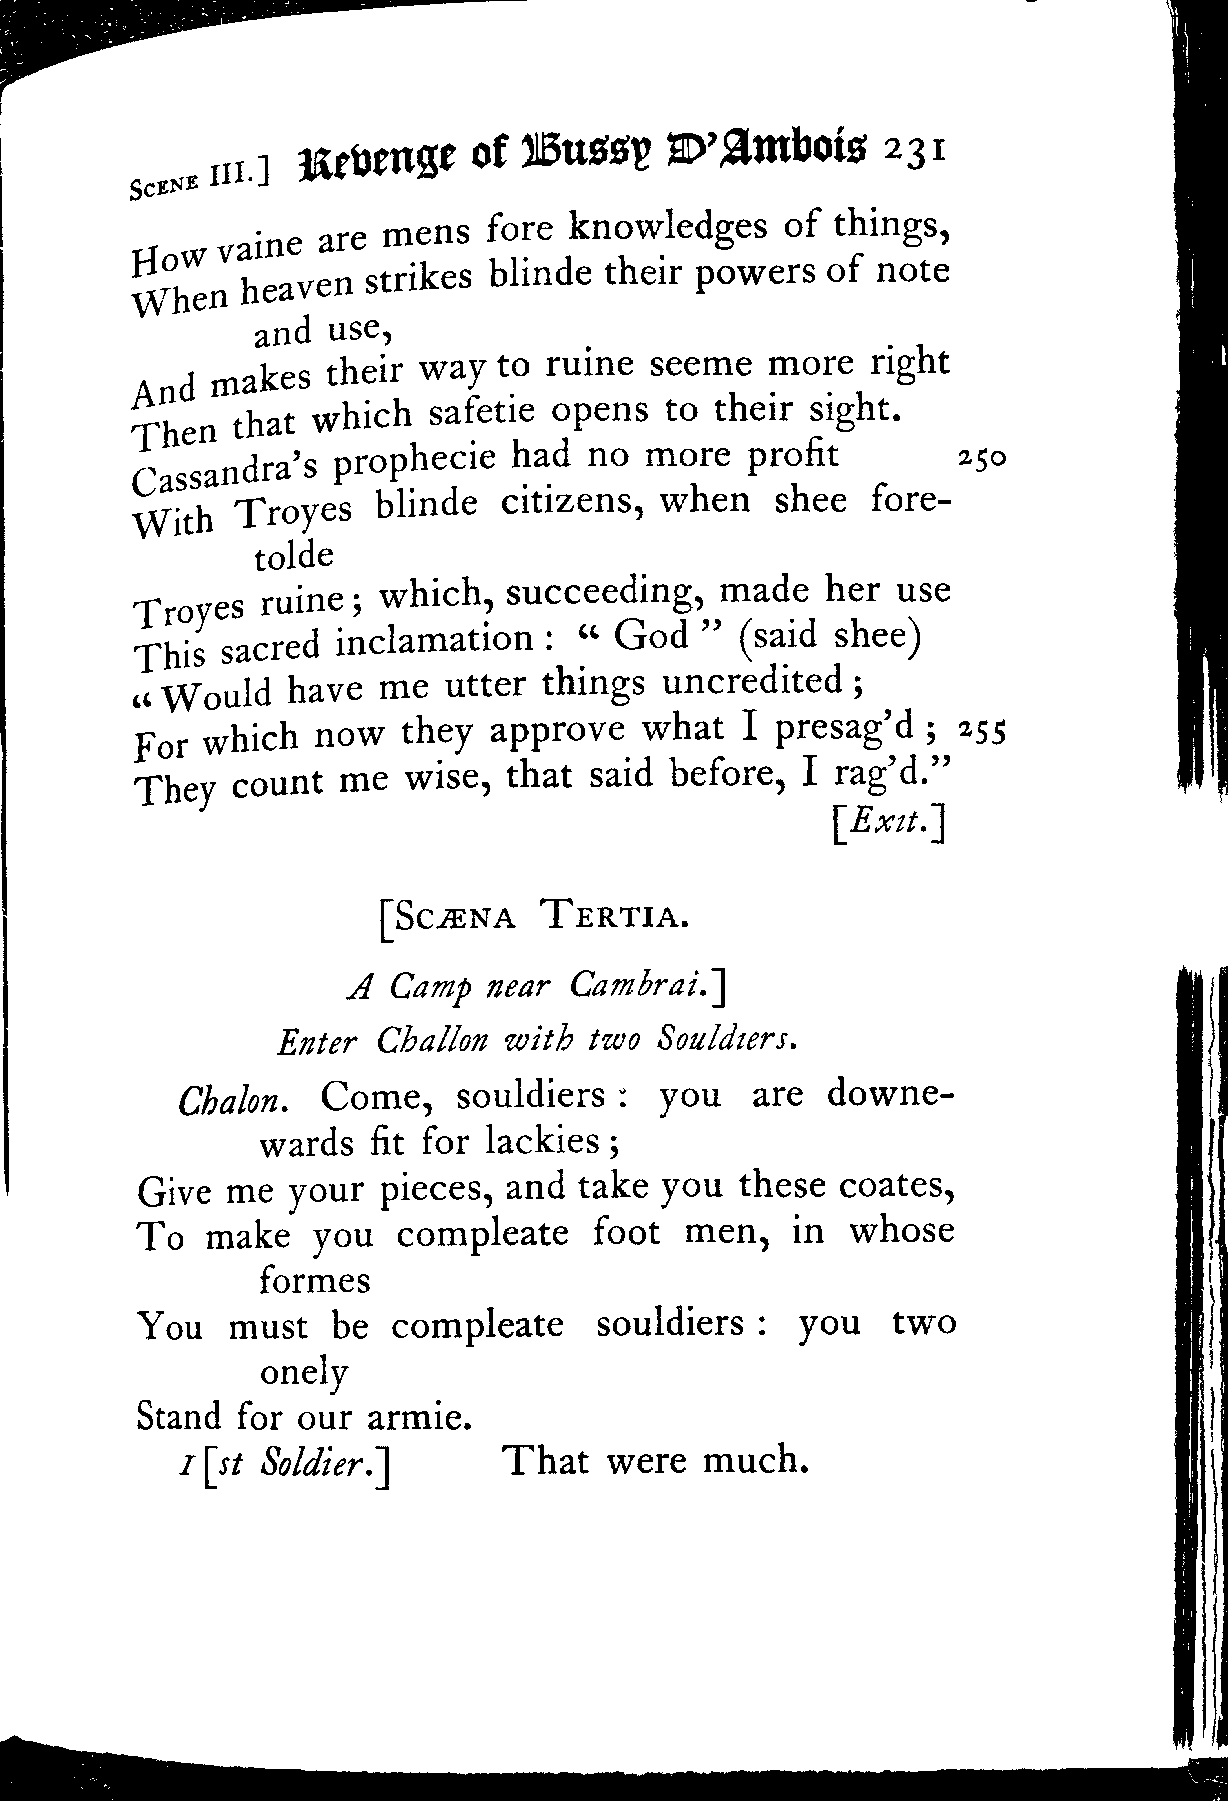 SCENE III.] Revenge of Bussy D'Ambois 231
How vaine are mens fore knowledges of things,
When heaven strikes blinde their powers of note
and use,
And makes their way to ruine seeme more right
Then that which safetie opens to their sight.
Cassandra's prophecie had no more profit 250
With Troyes blinde citizens, when shee fore-
tolde
Troyes ruine; which, succeeding, made her use
This sacred inclamation: “God” (said shee)
“Would have me utter things uncredited;
For which now they approve what I presag'd; 255
They count me wise, that said before, I rag'd.”
[Exit.]
[SCÆNA TERTIA.
A Camp near Cambrai.]
Enter Challon with two Souldiers.
Chalon. Come, souldiers: you are downe-
wards fit for lackies;
Give me your pieces, and take you these coates,
To make you compleate foot men, in whose
formes
You must be compleate souldiers: you two
onely
Stand for our armie.
1[st Soldier.] That were much.